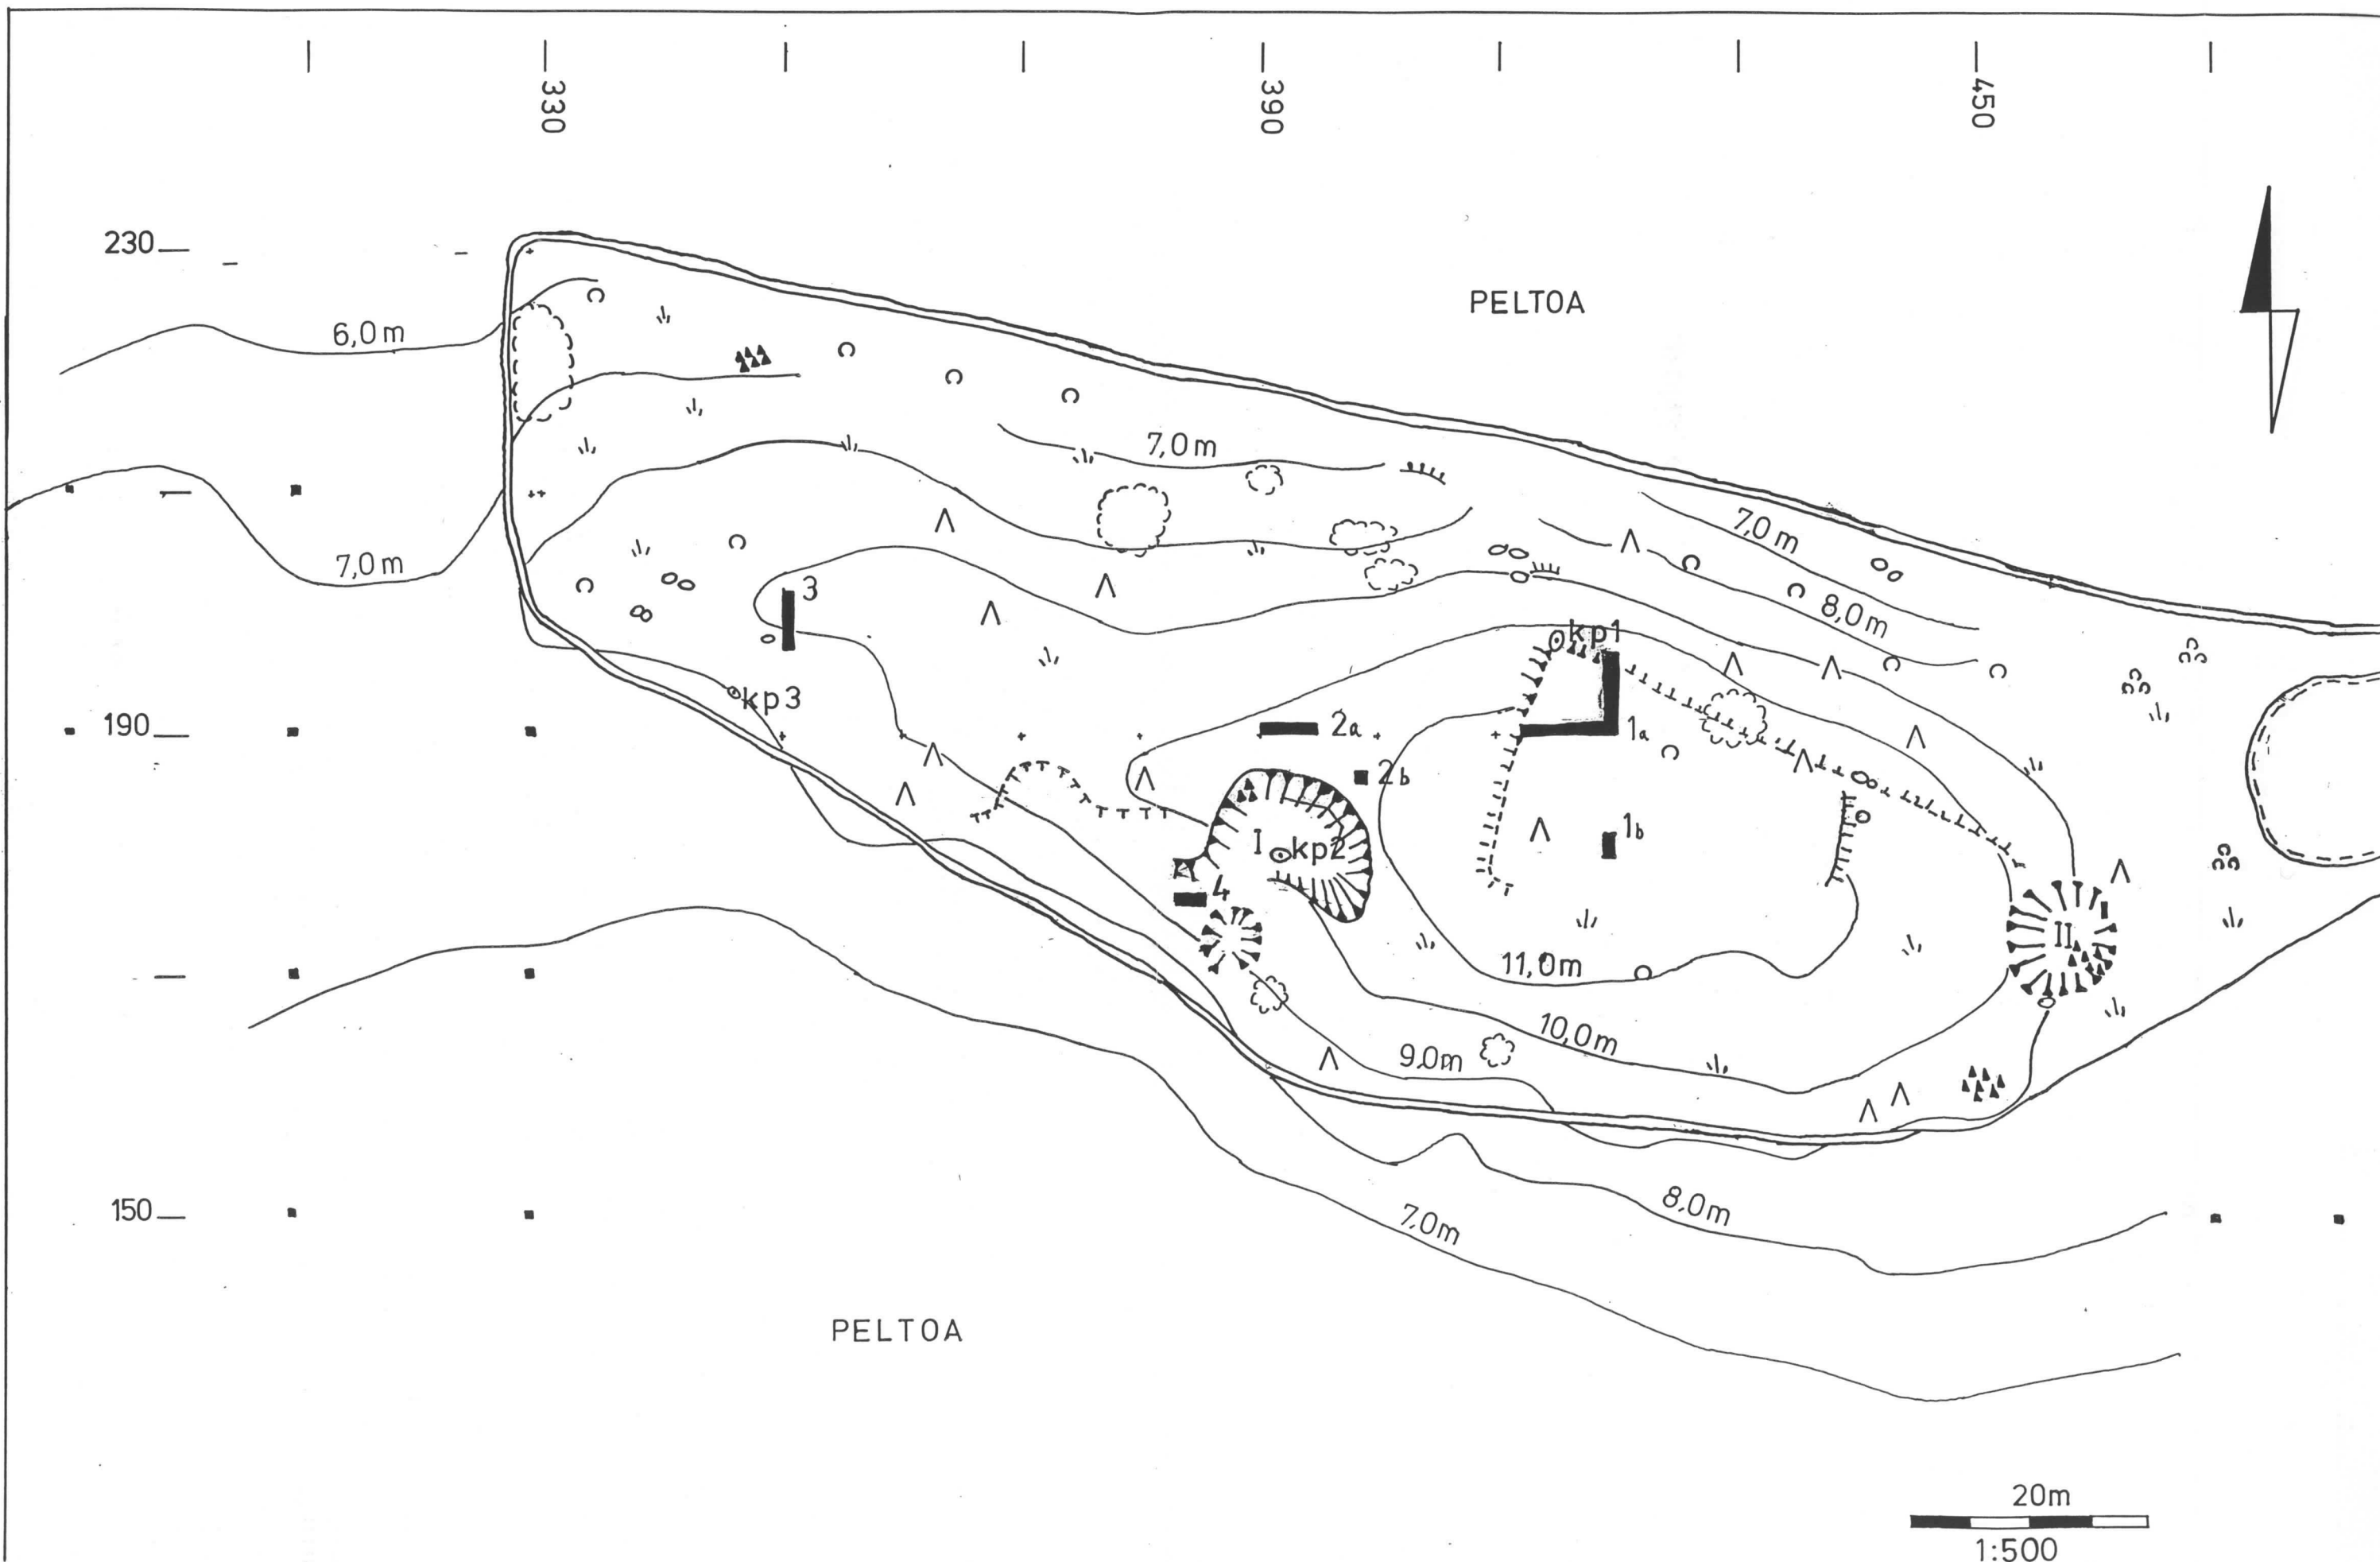 330
390
450
230
PELTOA
6,0m
7,0m
7,0m
7,0m
3
8,0m
kp1
kp3
190
2a
1a
2b
1b
I
kp2
4
II
11,0m
10,0m
9,0m
150
8,0m
7,0m
PELTOA
20m
1:500